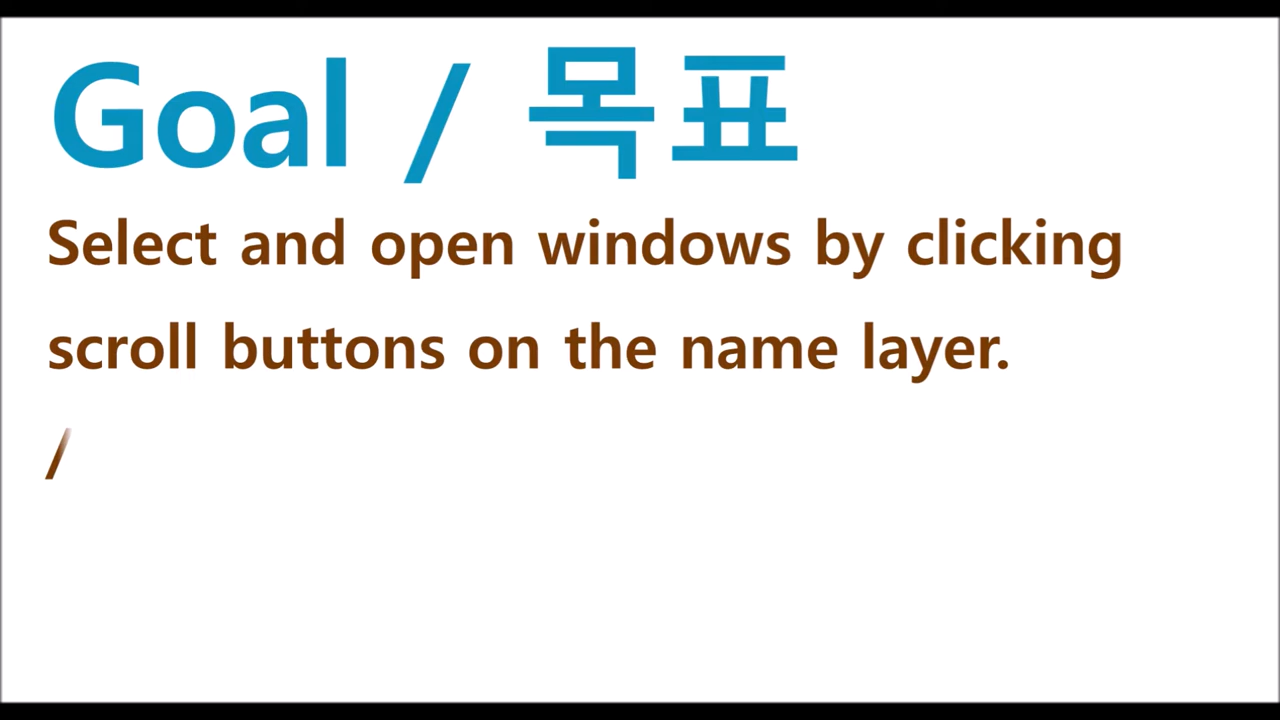 Goal / 목표
Select and open windows by clicking
scroll buttons on the name layer.
/